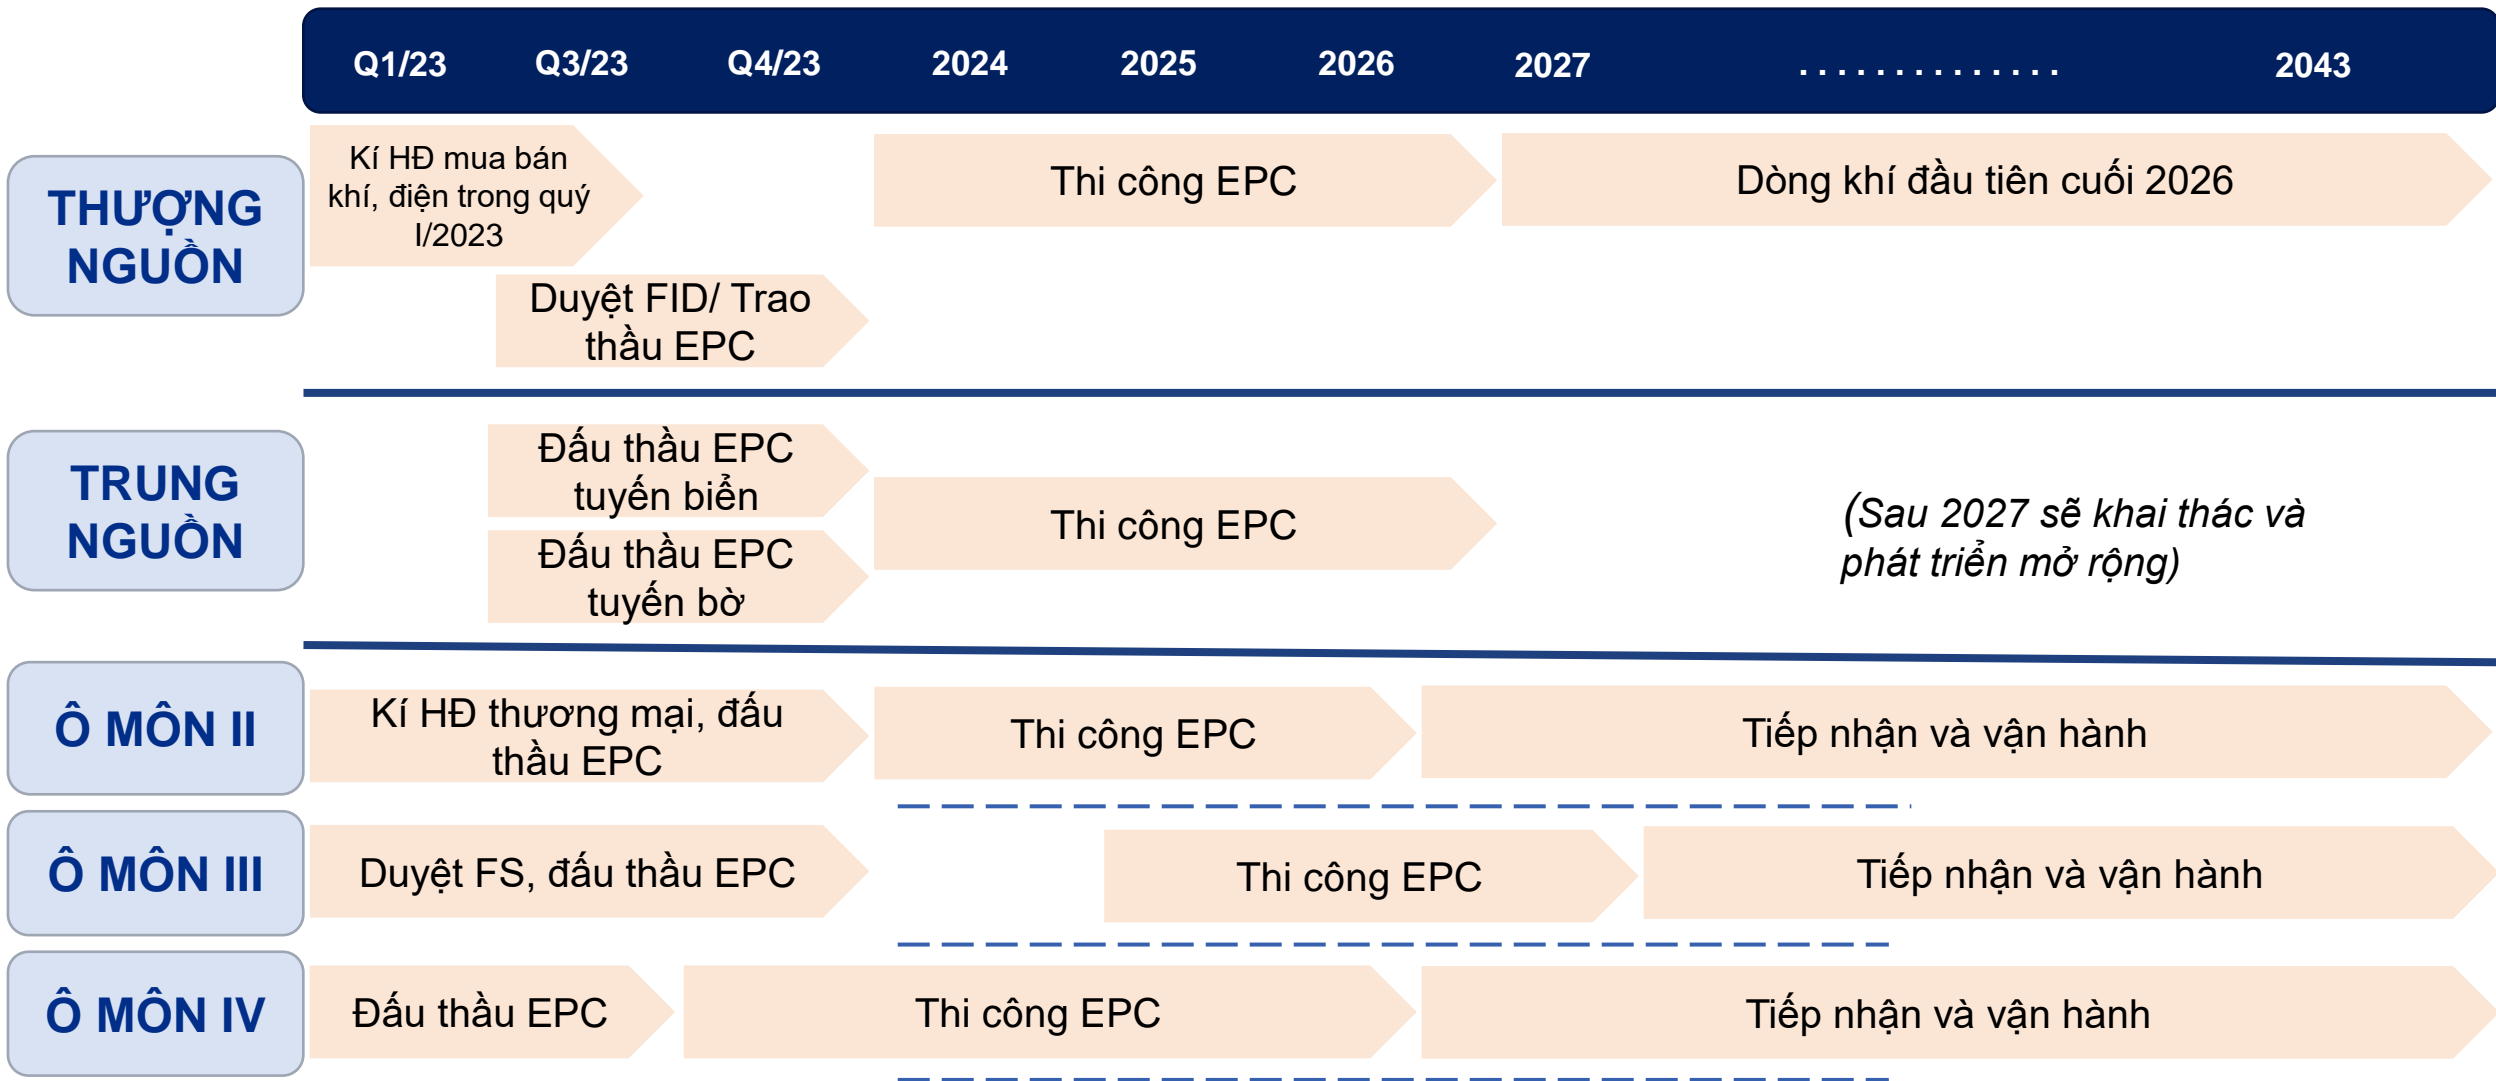 Q1/23 Q3/23 Q4/23 2024 2025 2026 2027 . . . . . . . . . . . . . . 2043
THƯỢNG
NGUỒN
Kí HĐ mua bán
khí, điện trong quý
I/2023
Thi công EPC
Dòng khí đầu tiên cuối 2026
Duyệt FID/ Trao
thầu EPC
TRUNG
NGUỒN
Đấu thầu EPC
tuyến biển
Đấu thầu EPC
tuyến bờ
Thi công EPC
(Sau 2027 sẽ khai thác và
phát triển mở rộng)
Ô MÔN II
Kí HĐ thương mại, đấu
thầu EPC
Thi công EPC
Tiếp nhận và vận hành
Ô MÔN III
Duyệt FS, đấu thầu EPC
Thi công EPC
Tiếp nhận và vận hành
Ô MÔN IV
Đấu thầu EPC
Thi công EPC
Tiếp nhận và vận hành